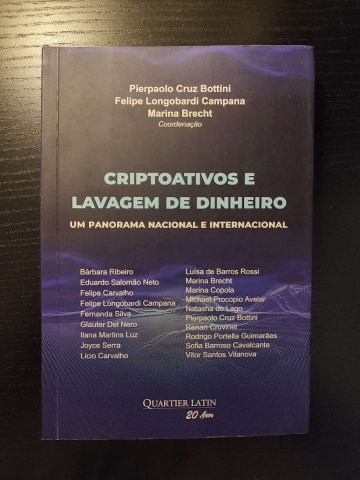 Pierpaolo Cruz Bottini
Felipe Longobardi Campana
Marina Brecht
Coordenação
CRIPTOATIVOS E
LAVAGEM DE DINHEIRO
UM PANORAMA NACIONAL E INTERNACIONAL
Bárbara Ribeiro
Eduardo Salomão Neto
Felipe Carvalho
Felipe Longobardi Campana
Fernanda Silva
Glauter Del Nero
Ilana Martins Luz
Joyce Serra
Licio Carvalho
Luísa de Barros Rossi
Marina Brecht
Marina Copola
Michael Procopio Avelar
Natasha do Lago
Pierpaolo Cruz Bottini
Renan Cruvinel
Rodrigo Portella Guimarães
Sofia Barroso Cavalcante
Vitor Santos Vilanova
QUARTIER LATIN
20 Anos